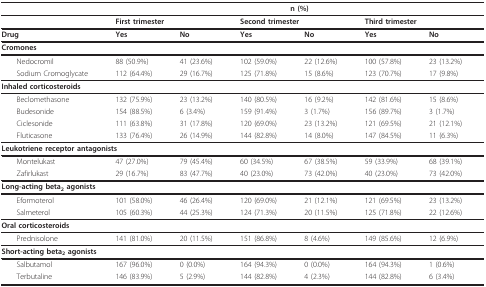 n (%)
First trimester Second trimester Third trimester
Drug Yes No Yes No Yes No
Cromones
Nedocromil 88 (50.9%) 41 (23.6%) 102 (59.0%) 22 (12.6%) 100 (57.8%) 23 (13.2%)
Sodium Cromoglycate 112 (64.4%) 29 (16.7%) 125 (71.8%) 15 (8.6%) 123 (70.7%) 17 (9.8%)
Inhaled corticosteroids
Beclomethasone 132 (75.9%) 23 (13.2%) 140 (80.5%) 16 (9.2%) 142 (81.6%) 15 (8.6%)
Budesonide 154 (88.5%) 6 (3.4%) 159 (91.4%) 3 (1.7%) 156 (89.7%) 3 (1.7%)
Ciclesonide 111 (63.8%) 31 (17.8%) 120 (69.0%) 23 (13.2%) 121 (69.5%) 21 (12.1%)
Fluticasone 133 (76.4%) 26 (14.9%) 144 (82.8%) 14 (8.0%) 147 (84.5%) 11 (6.3%)
Leukotriene receptor antagonists
Montelukast 47 (27.0%) 79 (45.4%) 60 (34.5%) 67 (38.5%) 59 (33.9%) 68 (39.1%)
Zafirlukast 29 (16.7%) 83 (47.7%) 40 (23.0%) 73 (42.0%) 40 (23.0%) 73 (42.0%)
Long-acting beta₂ agonists
Eformoterol 101 (58.0%) 46 (26.4%) 120 (69.0%) 21 (12.1%) 121 (69.5%) 23 (13.2%)
Salmeterol 105 (60.3%) 44 (25.3%) 124 (71.3%) 20 (11.5%) 125 (71.8%) 22 (12.6%)
Oral corticosteroids
Prednisolone 141 (81.0%) 20 (11.5%) 151 (86.8%) 8 (4.6%) 149 (85.6%) 12 (6.9%)
Short-acting beta₂ agonists
Salbutamol 167 (96.0%) 0 (0.0%) 164 (94.3%) 0 (0.0%) 164 (94.3%) 1 (0.6%)
Terbutaline 146 (83.9%) 5 (2.9%) 144 (82.8%) 4 (2.3%) 144 (82.8%) 6 (3.4%)